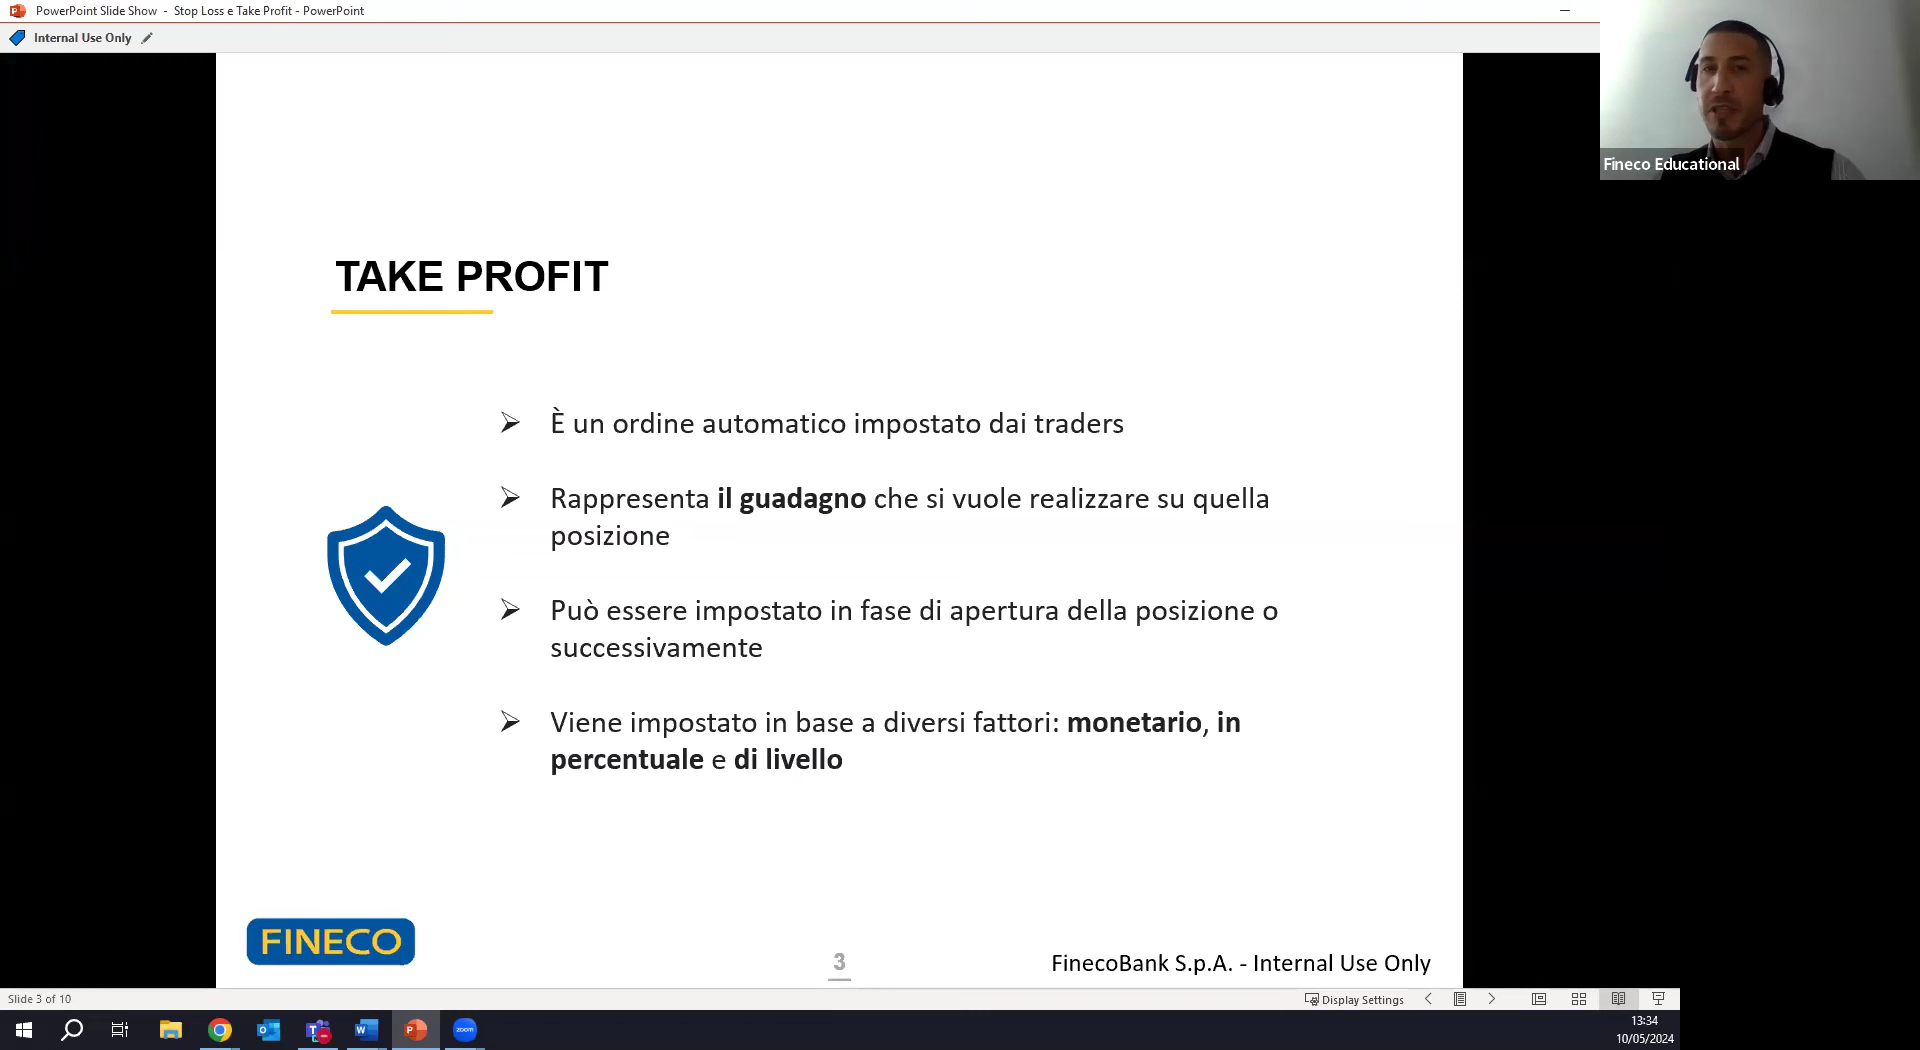 PowerPoint Slide Show - Stop Loss e Take Profit - PowerPoint
Internal Use Only
Fineco Educational
TAKE PROFIT
È un ordine automatico impostato dai traders
Rappresenta il guadagno che si vuole realizzare su quella
posizione
Può essere impostato in fase di apertura della posizione o
successivamente
Viene impostato in base a diversi fattori: monetario, in
percentuale e di livello
FINECO
3
FinecoBank S.p.A. - Internal Use Only
Slide 3 of 10
Display Settings
zoom
13:34
10/05/2024